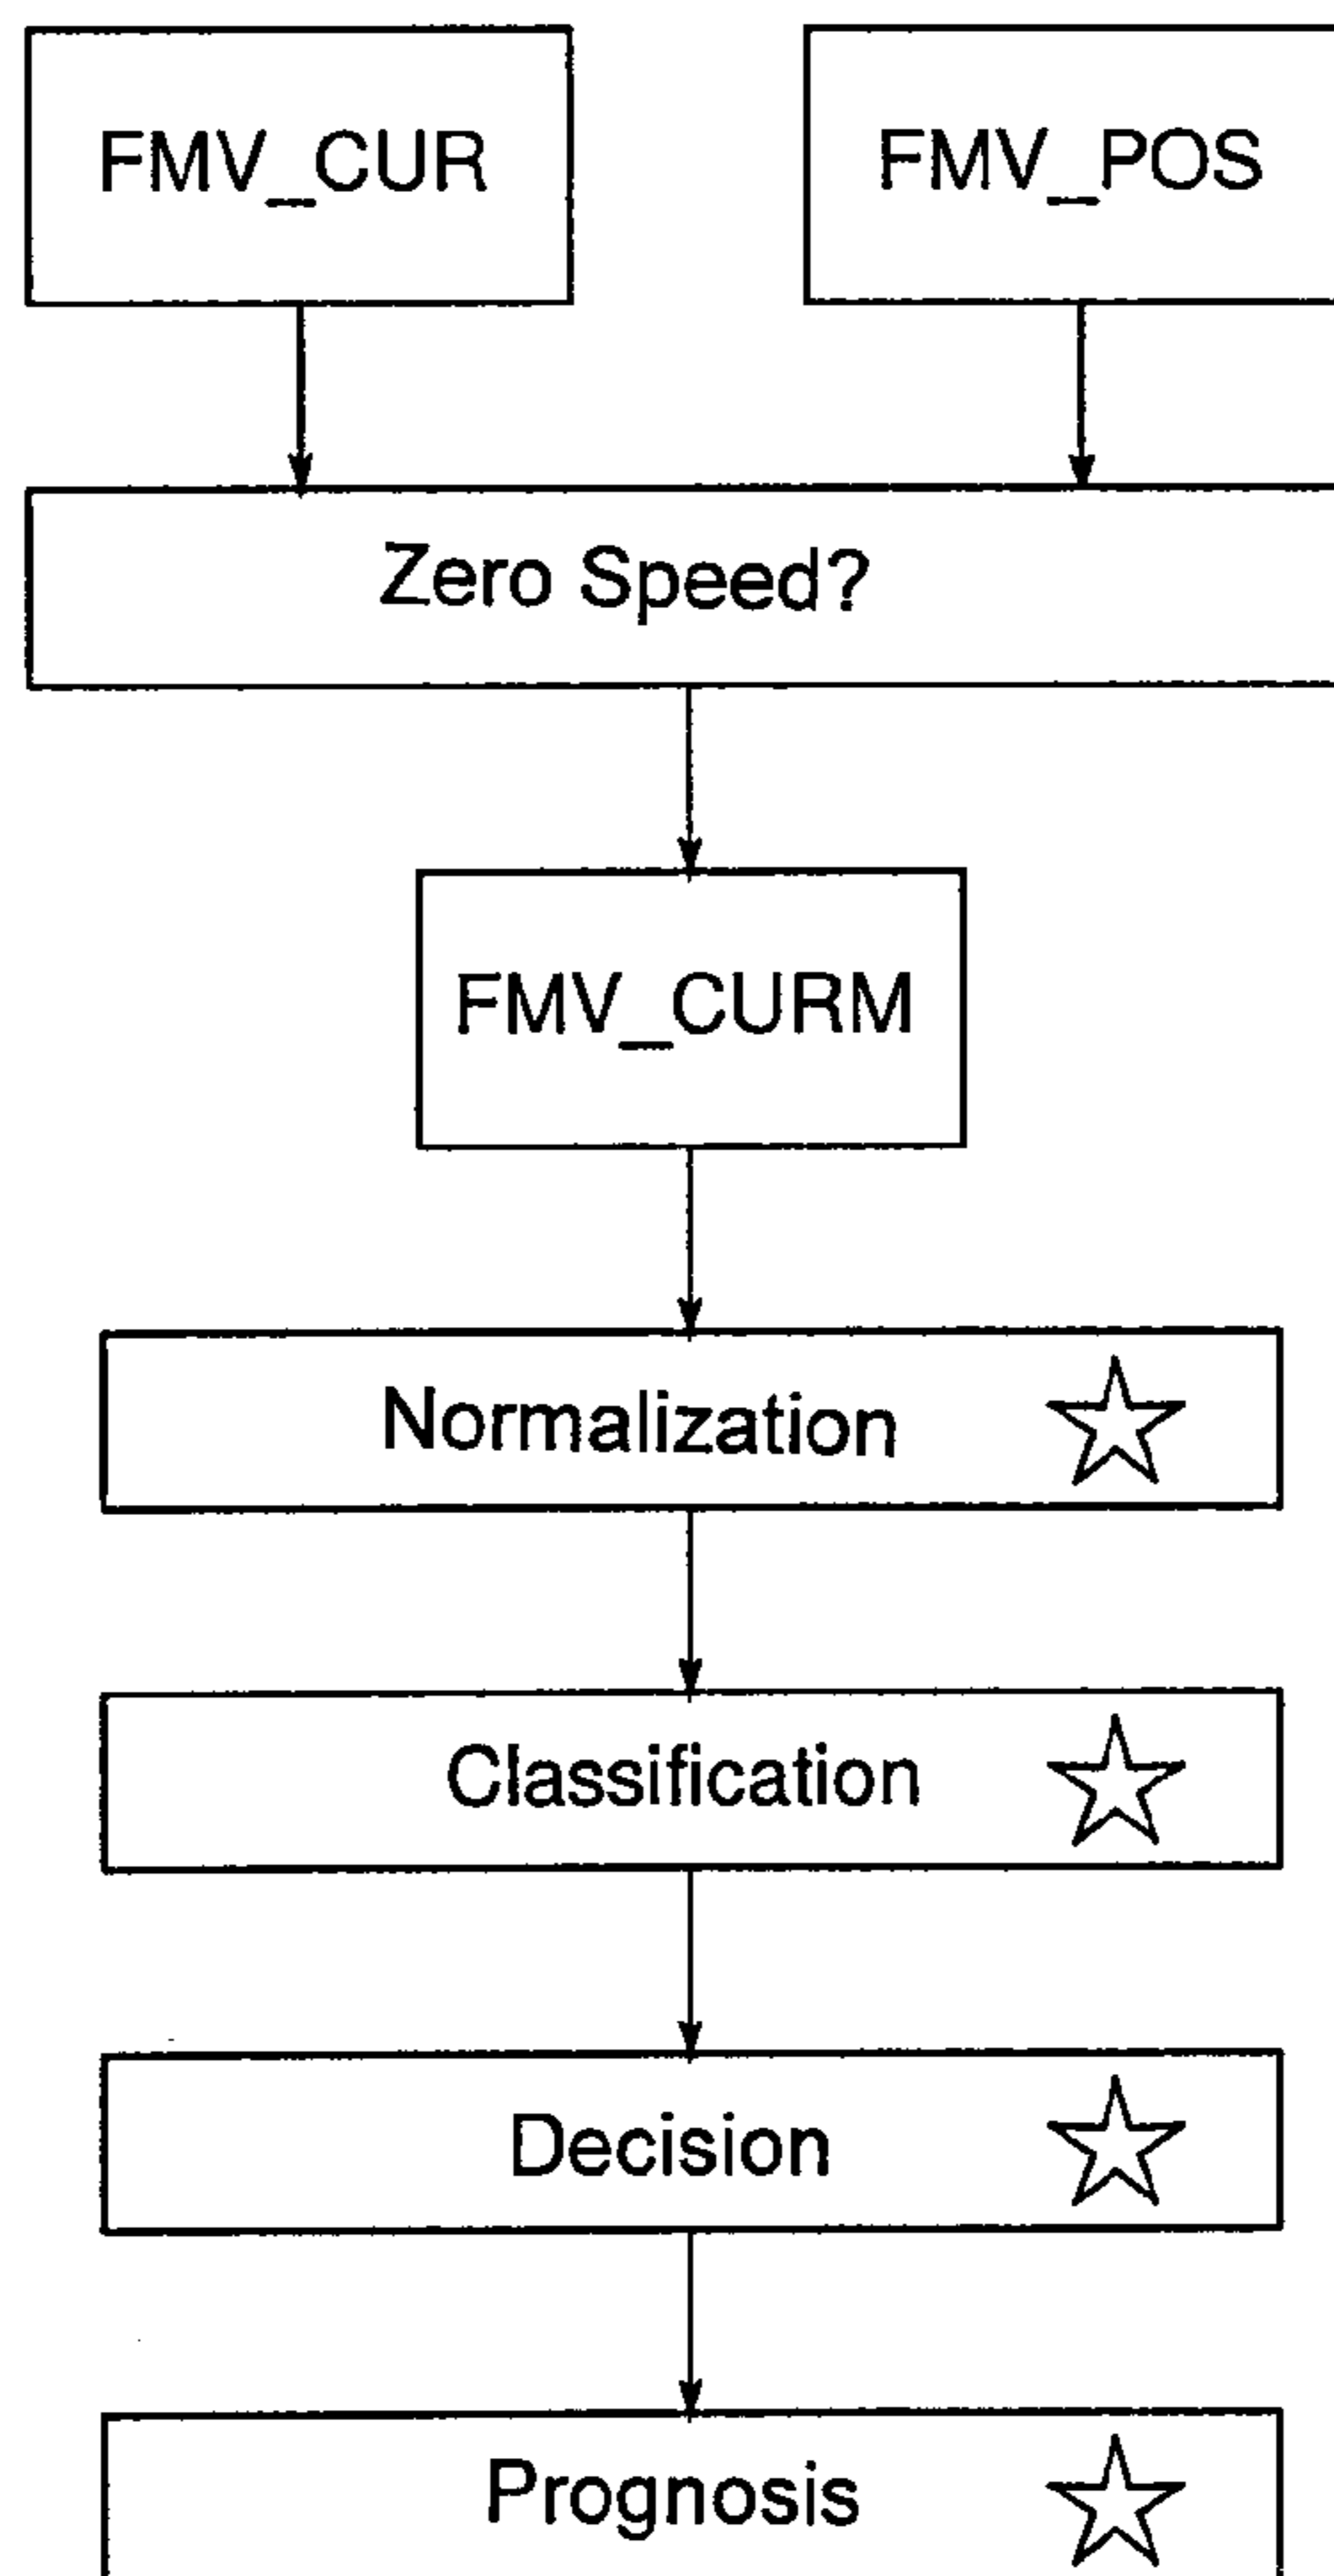 FMV_CUR
FMV_POS
Zero Speed?
FMV_CURM
Normalization
Classification
Decision
Prognosis